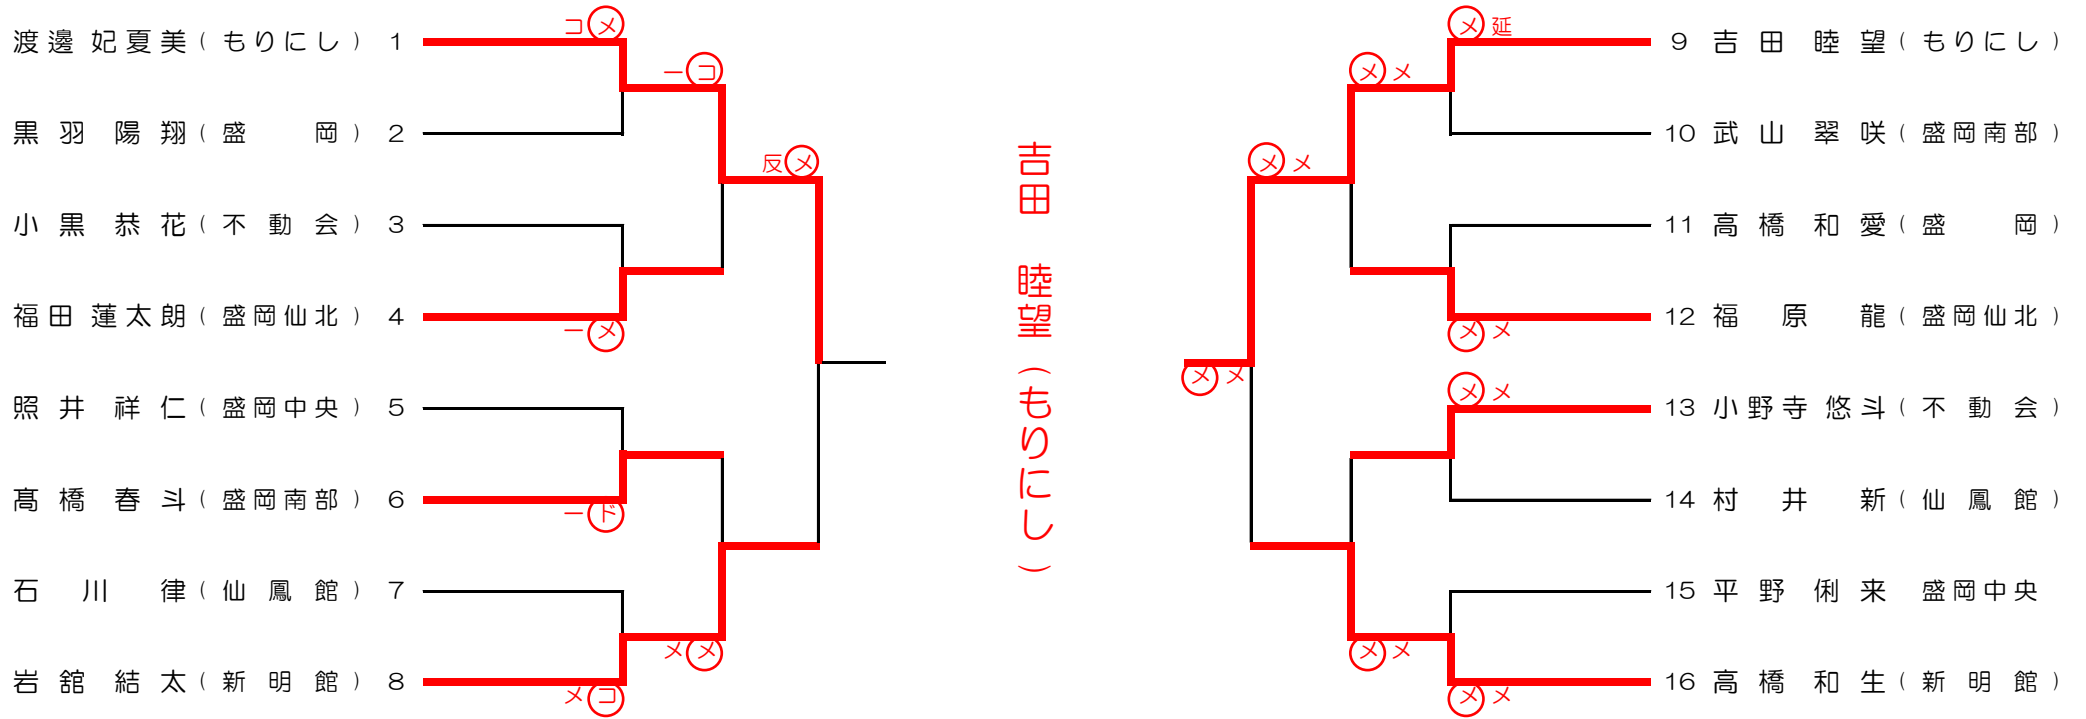 渡邊 妃夏美（もりにし） 1
黒羽 陽翔（盛 岡） 2
小黒 恭花（不動会） 3
福田 蓮太朗（盛岡仙北） 4
照井 祥仁（盛岡中央） 5
髙橋 春斗（盛岡南部） 6
石川 律（仙鳳館） 7
岩舘 結太（新明館） 8
コメ
一コ
反メ
一メ
一ド
メメ
メコ
吉田 睦望（もりにし）
メ延
メメ
メメ
メメ
メメ
メメ
メメ
メメ
9 吉田 睦望（もりにし）
10 武山 翠咲（盛岡南部）
11 高橋 和愛（盛 岡）
12 福原 龍（盛岡仙北）
13 小野寺 悠斗（不動会）
14 村井 新（仙鳳館）
15 平野 俐来 盛岡中央
16 高橋 和生（新明館）